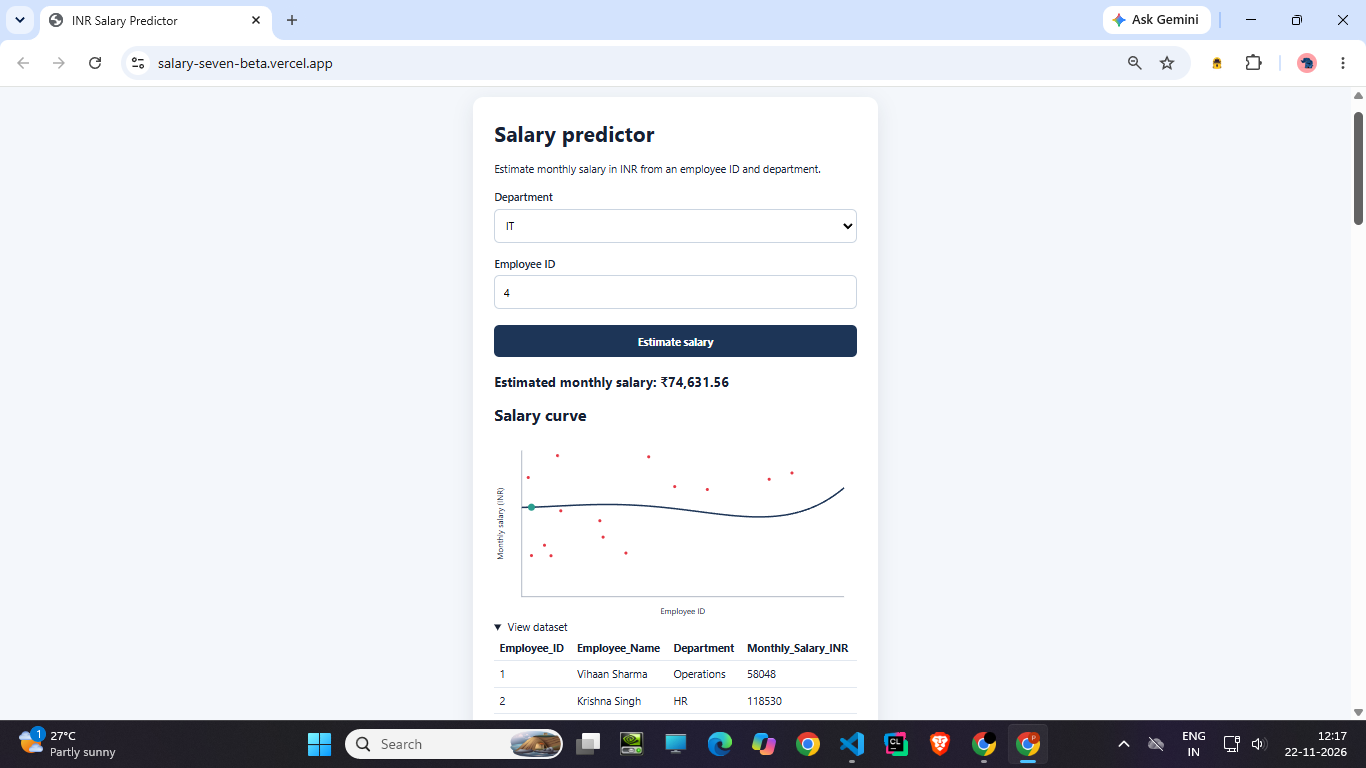 INR Salary Predictor
Ask Gemini
salary-seven-beta.vercel.app
Salary predictor
Estimate monthly salary in INR from an employee ID and department.
Department
IT
Employee ID
4
Estimate salary
Estimated monthly salary: ₹74,631.56
Salary curve
Monthly salary (INR)
Employee ID
▼ View dataset
Employee_ID Employee_Name Department Monthly_Salary_INR
1 Vihaan Sharma Operations 58048
2 Krishna Singh HR 118530
1
27°C
Partly sunny
Search
CL
P
ENG
IN
12:17
22-11-2026